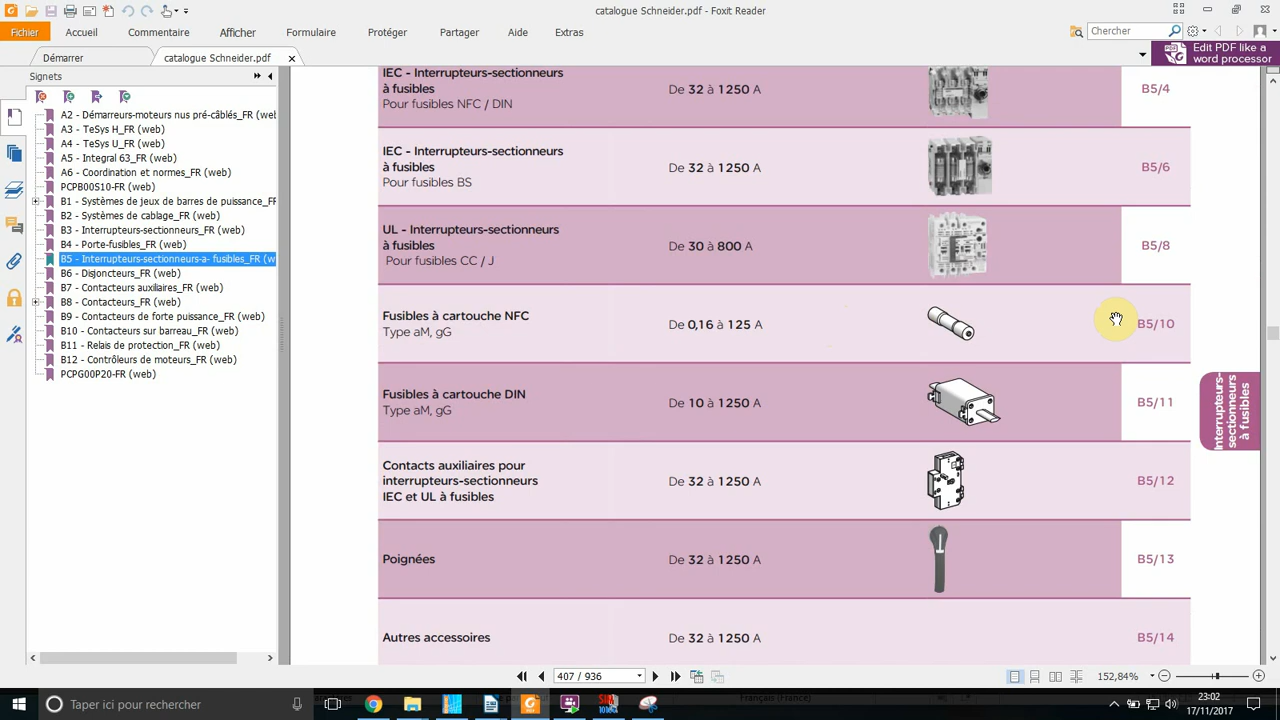 catalogue Schneider.pdf - Foxit Reader
Fichier Accueil Commentaire Afficher Formulaire Protéger Partager Aide Extras Chercher
Démarrer catalogue Schneider.pdf Edit PDF like a
word processor
Signets
A2 - Démarreurs-moteurs nus pré-câblés_FR (web
A3 - TeSys H_FR (web)
A4 - TeSys U_FR (web)
A5 - Integral 63_FR (web)
A6 - Coordination et normes_FR (web)
PCPB00S10-FR (web)
B1 - Systèmes de jeux de barres de puissance_FR
B2 - Systèmes de cablage_FR (web)
B3 - Interrupteurs-sectionneurs_FR (web)
B4 - Porte-fusibles_FR (web)
B5 - Interrupteurs-sectionneurs-a- fusibles_FR (w
B6 - Disjoncteurs_FR (web)
B7 - Contacteurs auxiliaires_FR (web)
B8 - Contacteurs_FR (web)
B9 - Contacteurs de forte puissance_FR (web)
B10 - Contacteurs sur barreau_FR (web)
B11 - Relais de protection_FR (web)
B12 - Contrôleurs de moteurs_FR (web)
PCPG00P20-FR (web)
IEC - Interrupteurs-sectionneurs
à fusibles
Pour fusibles NFC / DIN
De 32 à 1250 A
B5/4
IEC - Interrupteurs-sectionneurs
à fusibles
Pour fusibles BS
De 32 à 1250 A
B5/6
UL - Interrupteurs-sectionneurs
à fusibles
Pour fusibles CC / J
De 30 à 800 A
B5/8
Fusibles à cartouche NFC
Type aM, gG
De 0,16 à 125 A
B5/10
Fusibles à cartouche DIN
Type aM, gG
De 10 à 1250 A
B5/11
Contacts auxiliaires pour
interrupteurs-sectionneurs
IEC et UL à fusibles
De 32 à 1250 A
B5/12
Poignées
De 32 à 1250 A
B5/13
Autres accessoires
De 32 à 1250 A
B5/14
Interrupteurs-
sectionneurs
à fusibles
407 / 936
152,84%
Taper ici pour rechercher
Français (France)
23:02
17/11/2017